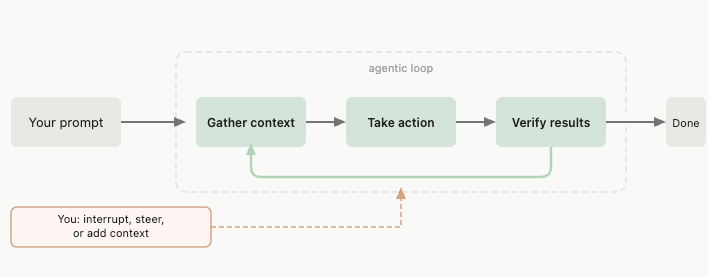 agentic loop
Your prompt
Gather context
Take action
Verify results
Done
You: interrupt, steer,
or add context